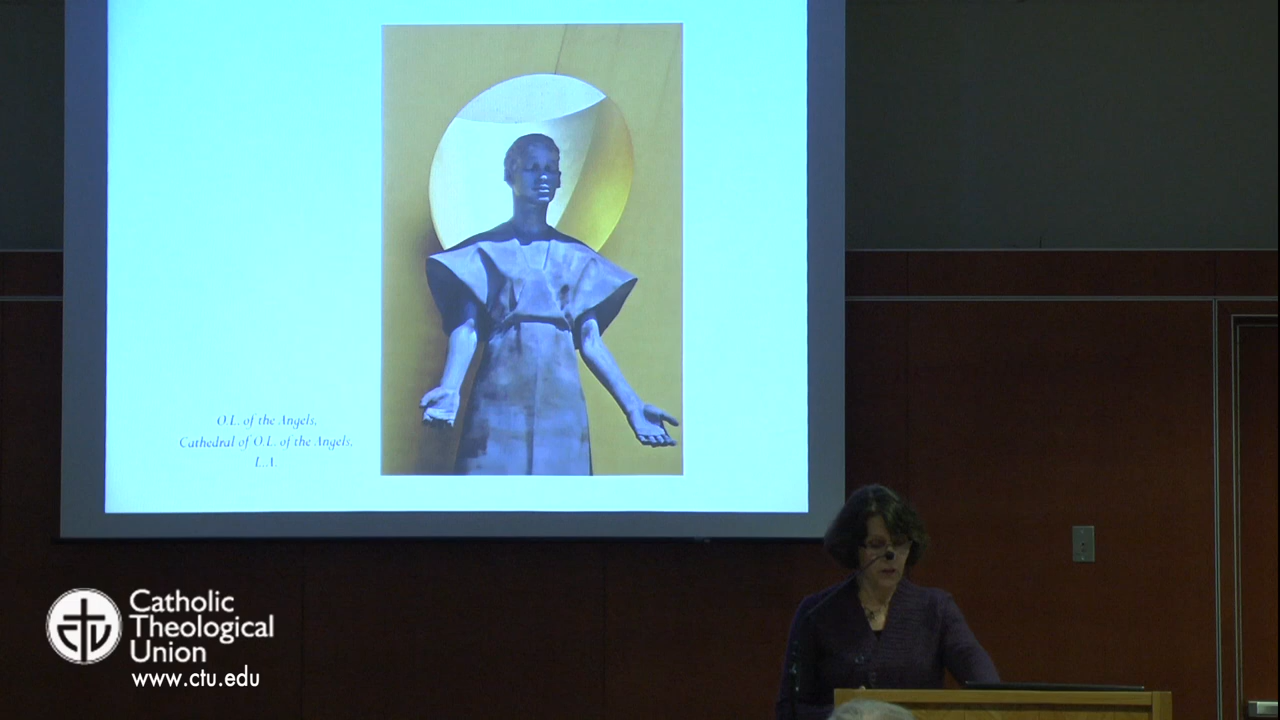 O.L. of the Angels,
Cathedral of O.L. of the Angels,
L.A.
Catholic
Theological
Union
www.ctu.edu